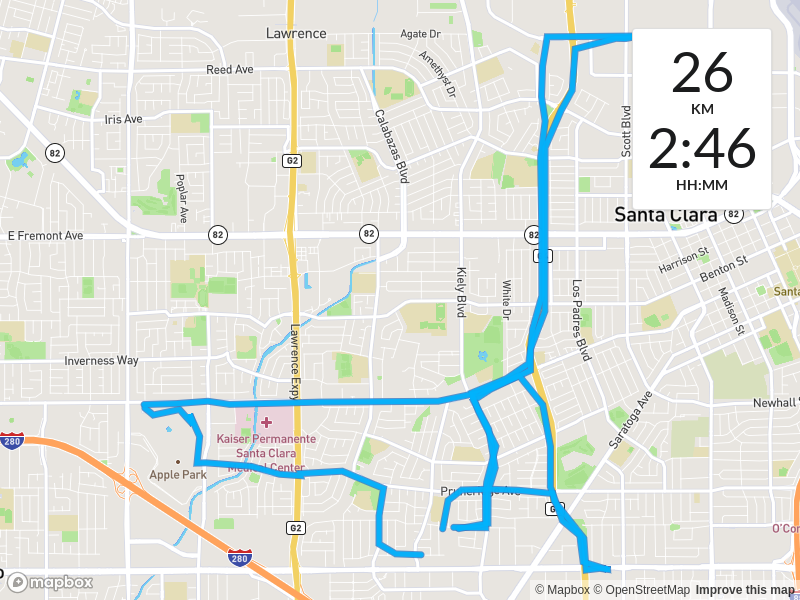 Lawrence
Agate Dr
Reed Ave
Amethyst Dr
Iris Ave
Calabazas Blvd
Scott Blvd
26
KM
2:46
HH:MM
82
G2
Poplar Ave
Santa Clara
82
E Fremont Ave
82
82
82
Harrison St
Benton St
Kiely Blvd
White Dr
Los Padres Blvd
Madison St
Santa
Lawrence Expy
Inverness Way
Saratoga Ave
Newhall S
280
Kaiser Permanente
Santa Clara
Medical Center
Apple Park
Pruneridge Ave
G2
O'Con
280
mapbox
© Mapbox © OpenStreetMap Improve this map